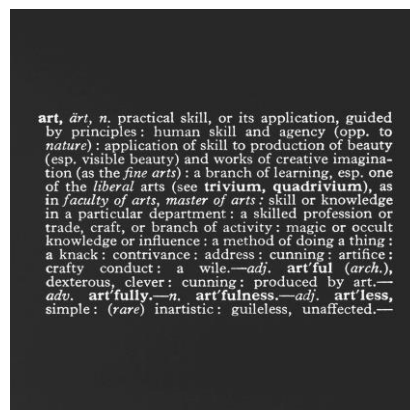 art, ärt, n. practical skill, or its application, guided
by principles : human skill and agency (opp. to
nature) : application of skill to production of beauty
(esp. visible beauty) and works of creative imagina-
tion (as the fine arts) : a branch of learning, esp. one
of the liberal arts (see trivium, quadrivium), as
in faculty of arts, master of arts : skill or knowledge
in a particular department : a skilled profession or
trade, craft, or branch of activity : magic or occult
knowledge or influence : a method of doing a thing :
a knack : contrivance : address : cunning : artifice :
crafty conduct : a wile.—adj. art′ful (arch.),
dexterous, clever : cunning : produced by art.—
adv. art′fully.—n. art′fulness.—adj. art′less,
simple : (rare) inartistic : guileless, unaffected.—